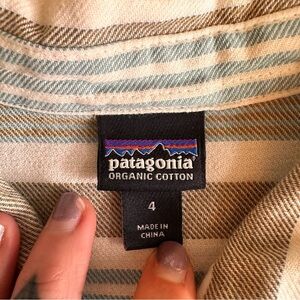 patagonia®
ORGANIC COTTON
4
MADE IN
CHINA